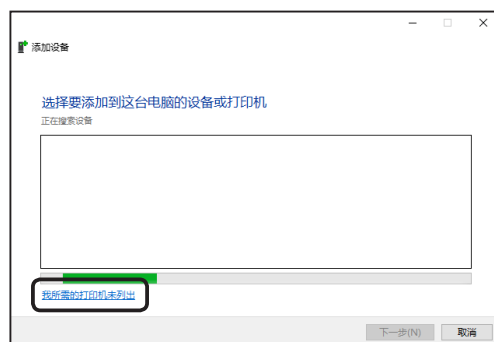 添加设备
选择要添加到这台电脑的设备或打印机
正在搜索设备
我所需的打印机未列出
下一步(N)
取消